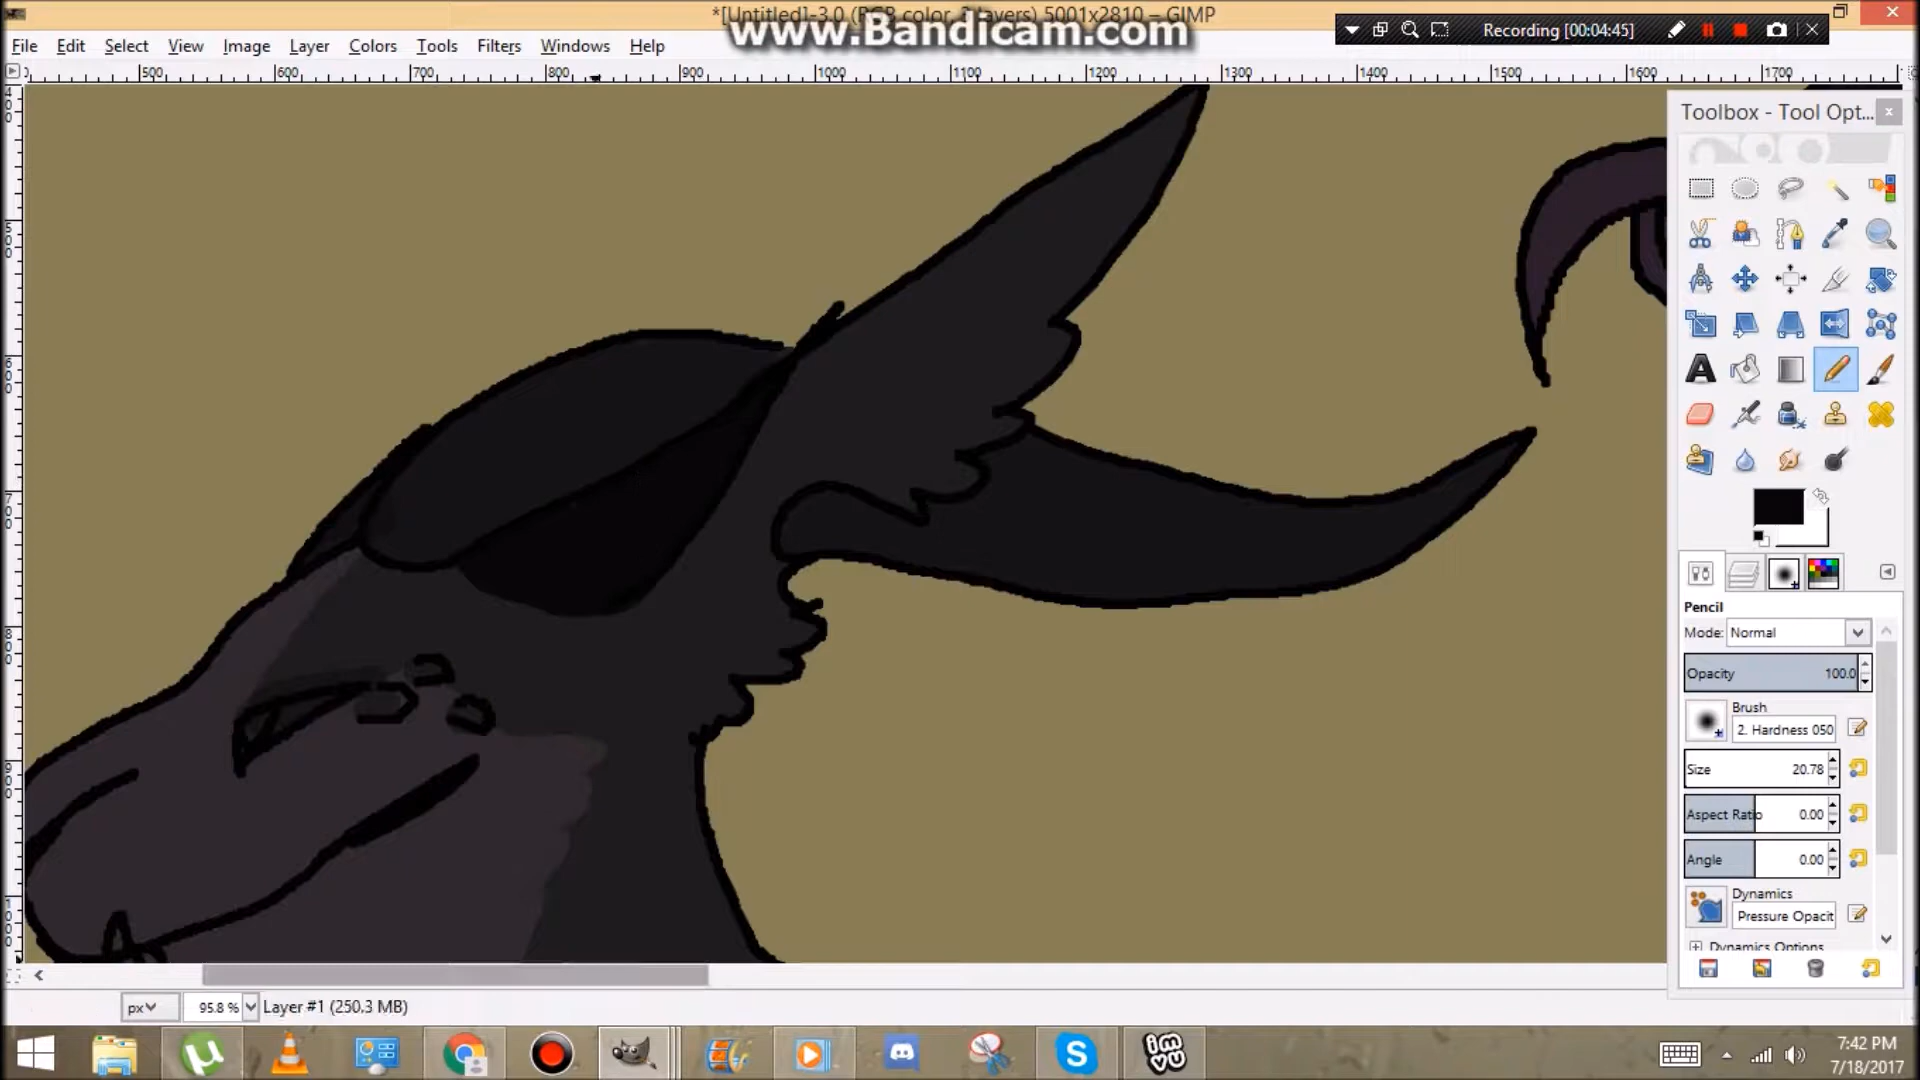 *[Untitled]-3.0 (RGB color, 2 layers) 5001x2810 – GIMP
www.Bandicam.com
Recording [00:04:45]
File Edit Select View Image Layer Colors Tools Filters Windows Help
500 600 700 800 900 1000 1100 1200 1300 1400 1500 1600 1700
Toolbox - Tool Opt...
Pencil
Mode: Normal
Opacity 100.0
Brush
2. Hardness 050
Size 20.78
Aspect Ratio 0.00
Angle 0.00
Dynamics
Pressure Opacit
Dynamics Options
px 95.8 % Layer #1 (250.3 MB)
7:42 PM
7/18/2017